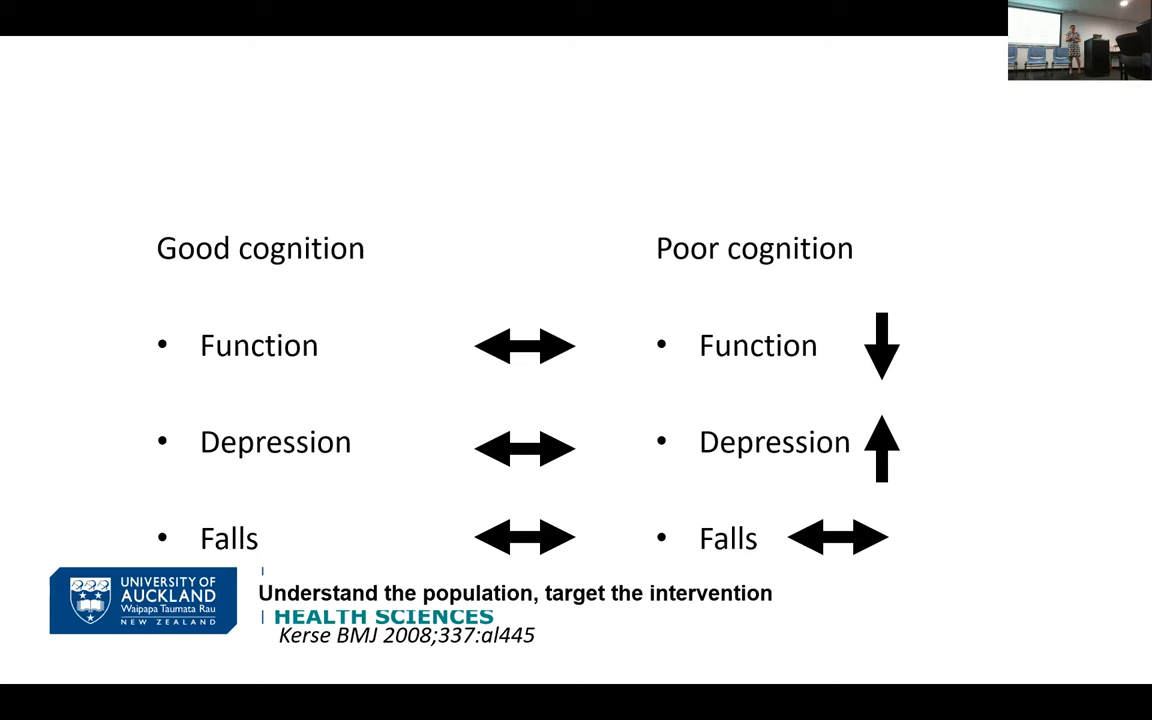 Good cognition
Poor cognition
• Function
• Function
• Depression
• Depression
• Falls
• Falls
UNIVERSITY OF
AUCKLAND
Waipapa Taumata Rau
NEW ZEALAND
Understand the population, target the intervention
HEALTH SCIENCES
Kerse BMJ 2008;337:al445